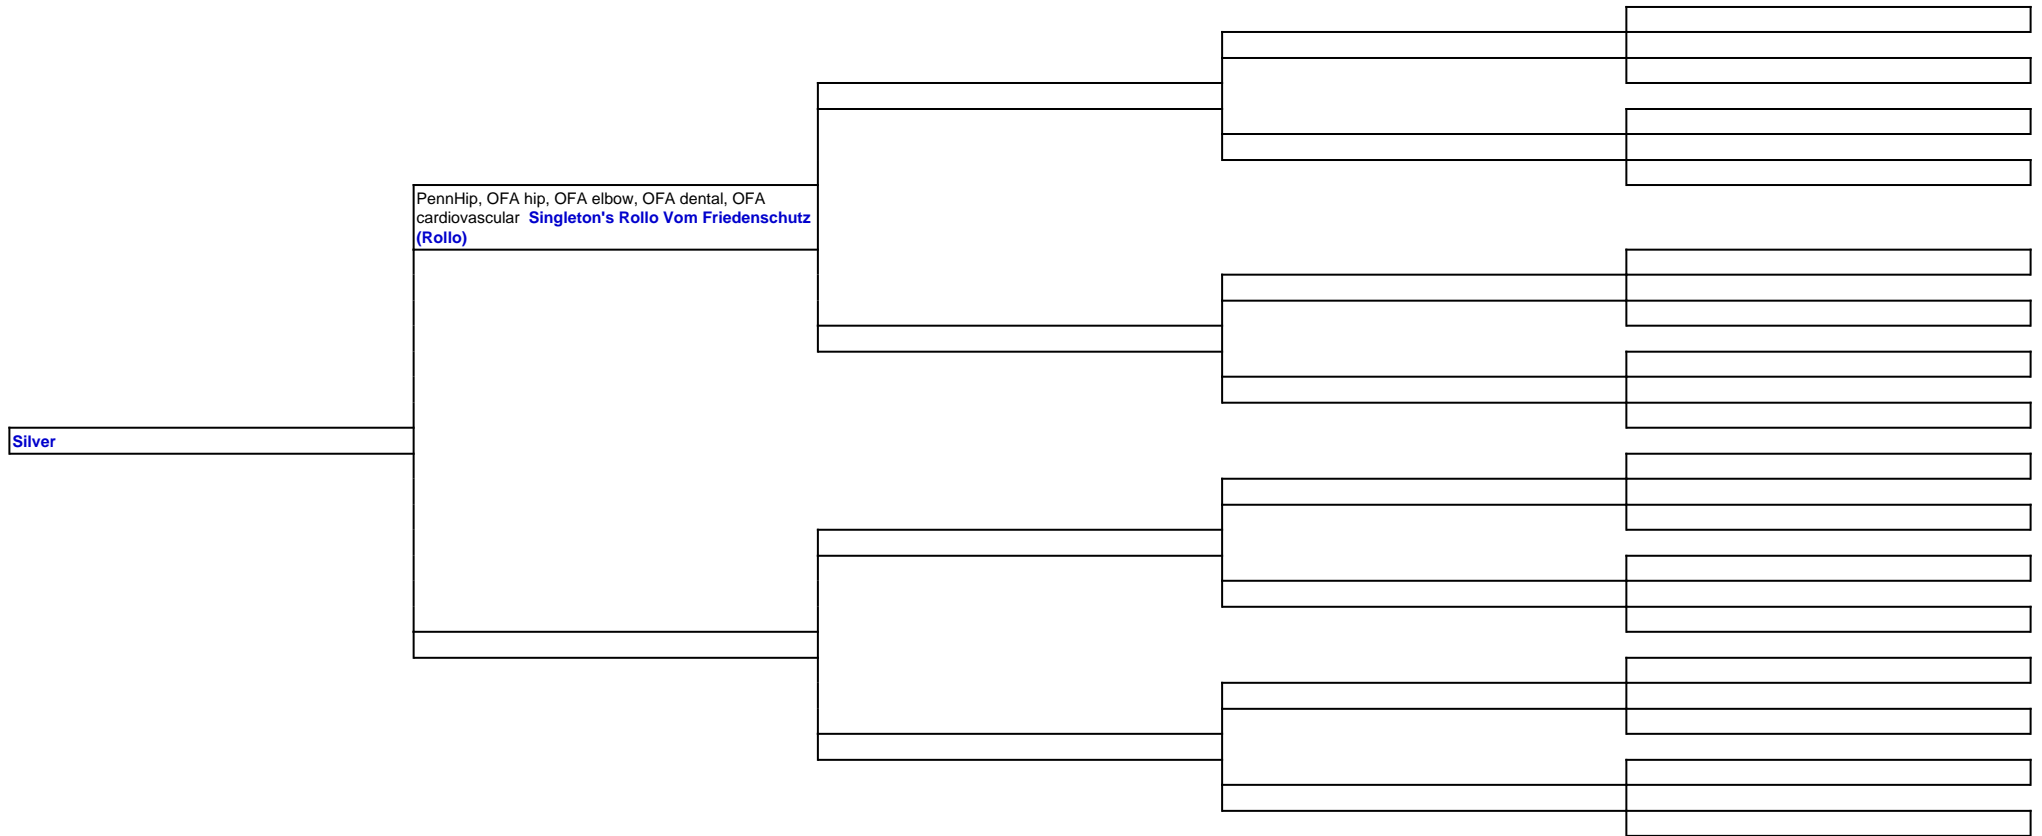 PennHip, OFA hip, OFA elbow, OFA dental, OFA
cardiovascular  Singleton's Rollo Vom Friedenschutz
(Rollo)
Silver